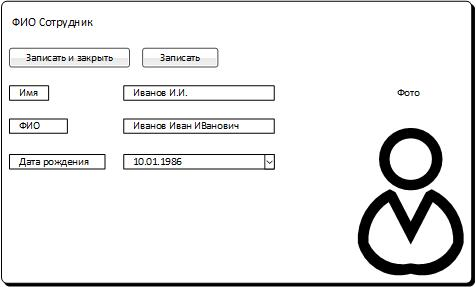 ФИО Сотрудник
Записать и закрыть Записать
Имя Иванов И.И. Фото
ФИО Иванов Иван ИВанович
Дата рождения 10.01.1986